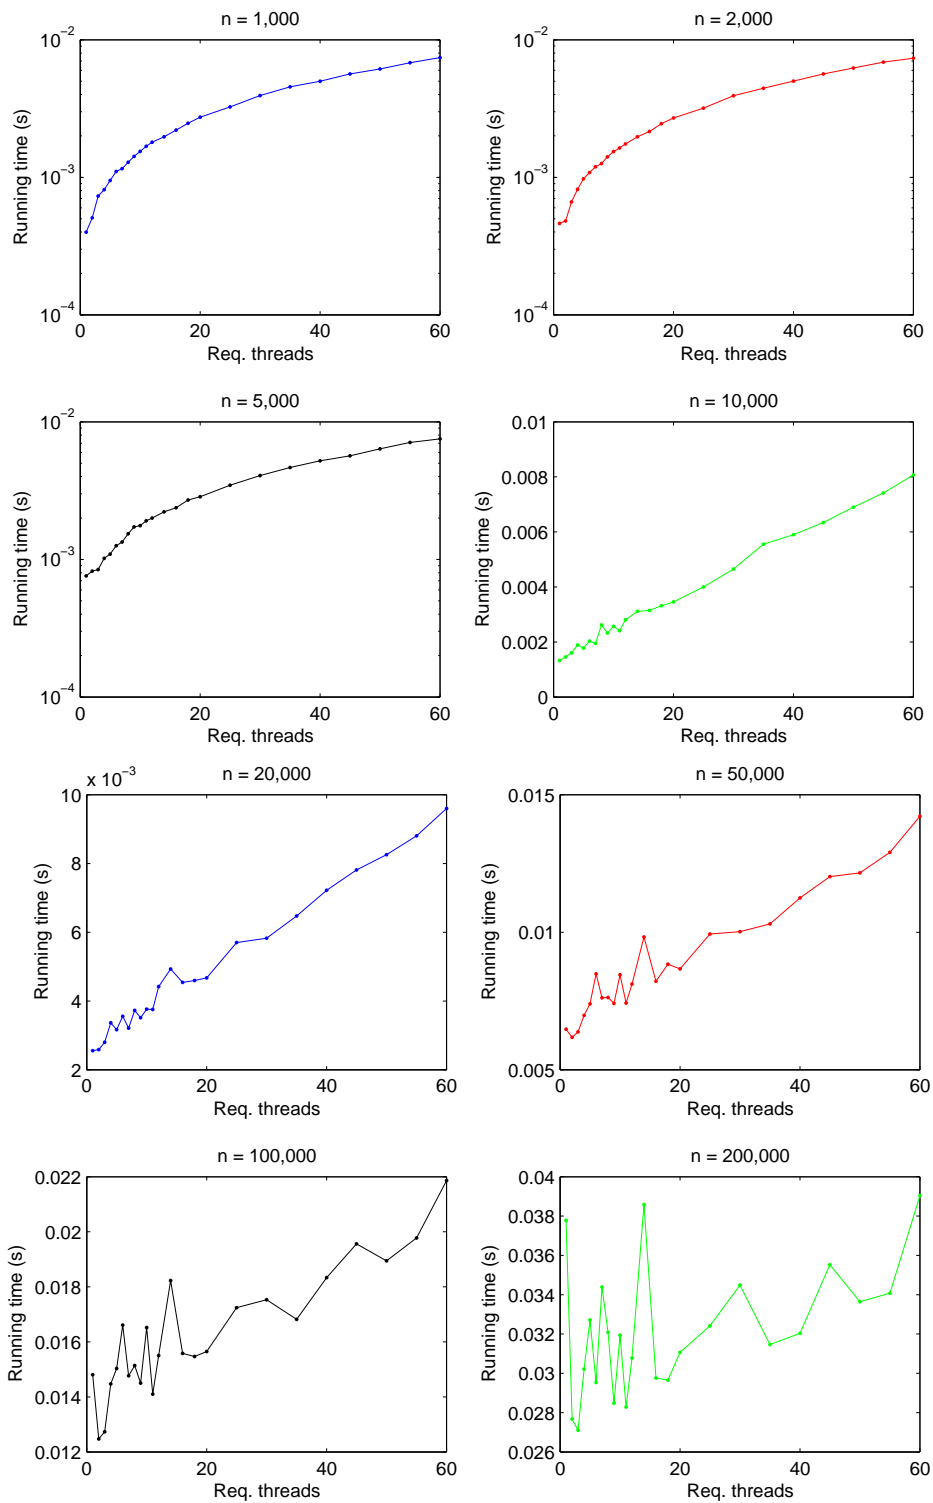 n = 1,000
10⁻²
10⁻³
10⁻⁴
Running time (s)
0 20 40 60
Req. threads
n = 2,000
10⁻²
10⁻³
10⁻⁴
Running time (s)
0 20 40 60
Req. threads
n = 5,000
10⁻²
10⁻³
10⁻⁴
Running time (s)
0 20 40 60
Req. threads
n = 10,000
0.01
0.008
0.006
0.004
0.002
0
Running time (s)
0 20 40 60
Req. threads
x 10⁻³
n = 20,000
10
8
6
4
2
Running time (s)
0 20 40 60
Req. threads
n = 50,000
0.015
0.01
0.005
Running time (s)
0 20 40 60
Req. threads
n = 100,000
0.022
0.02
0.018
0.016
0.014
0.012
Running time (s)
0 20 40 60
Req. threads
n = 200,000
0.04
0.038
0.036
0.034
0.032
0.03
0.028
0.026
Running time (s)
0 20 40 60
Req. threads